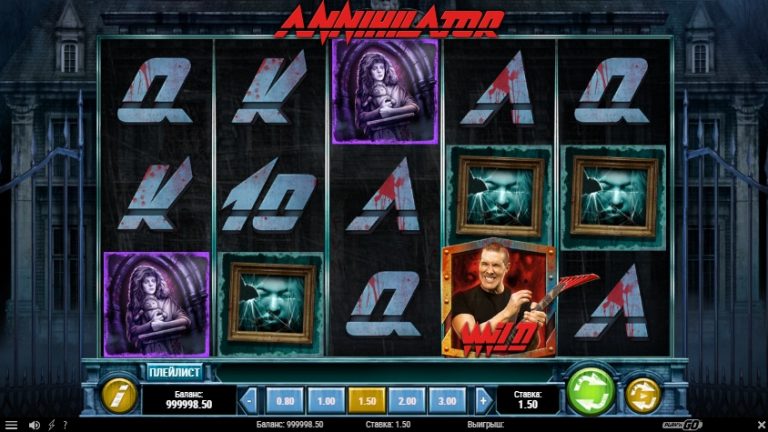 ANNIHILATOR
Q K A Q
K 10 A
Q WILD A
ПЛЕЙЛИСТ
Баланс:
999998.50
- 0.80 1.00 1.50 2.00 3.00 +
Ставка:
1.50
Баланс: 999998.50 Ставка: 1.50 Выигрыш:
? PLAY'N GO